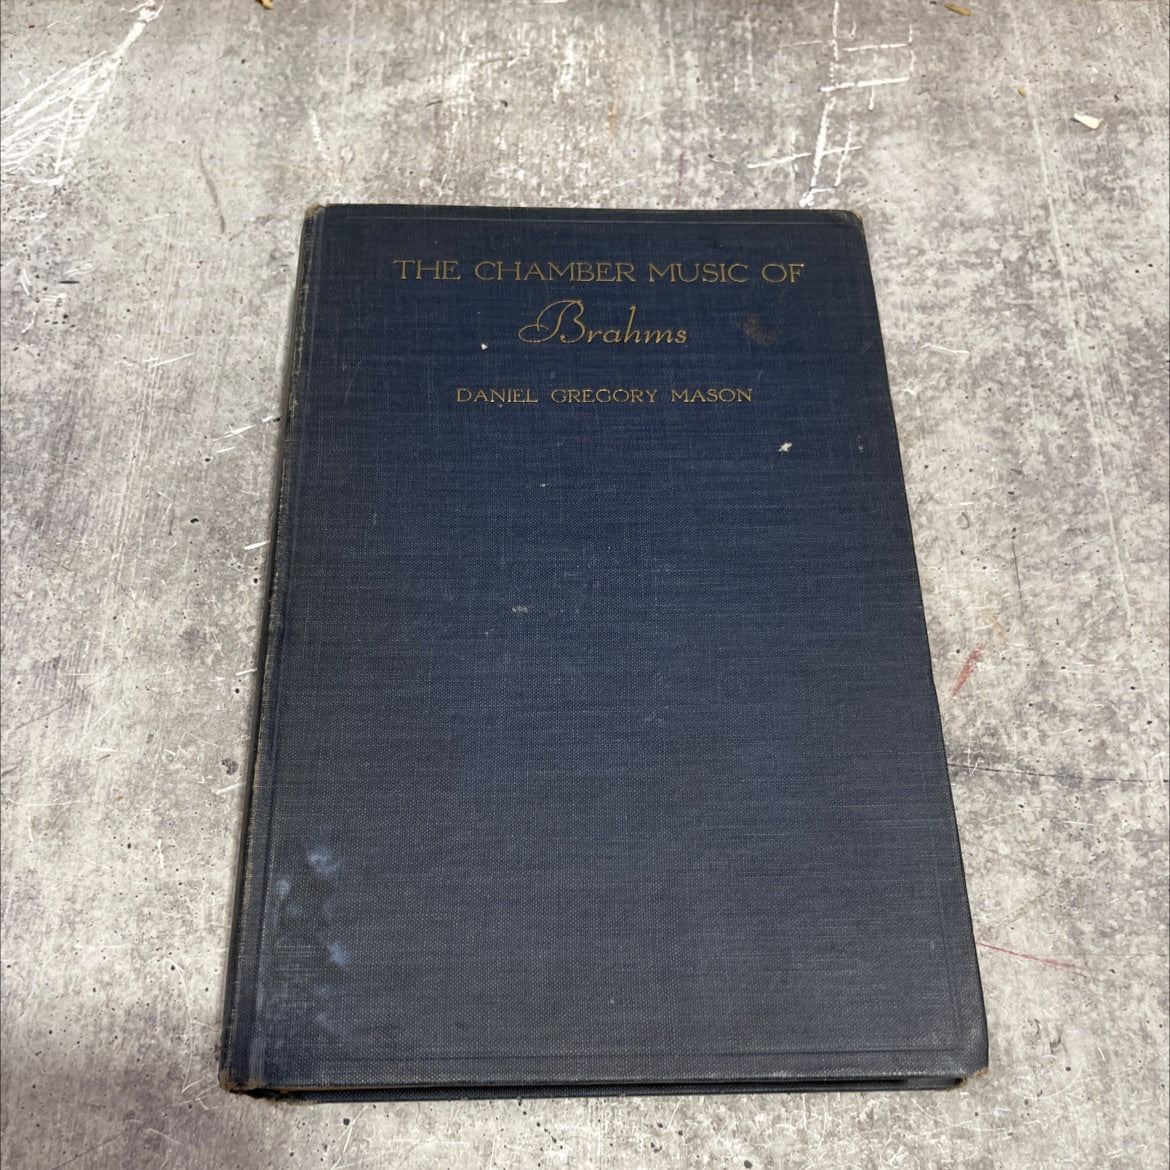 THE CHAMBER MUSIC OF
Brahms
DANIEL GREGORY MASON